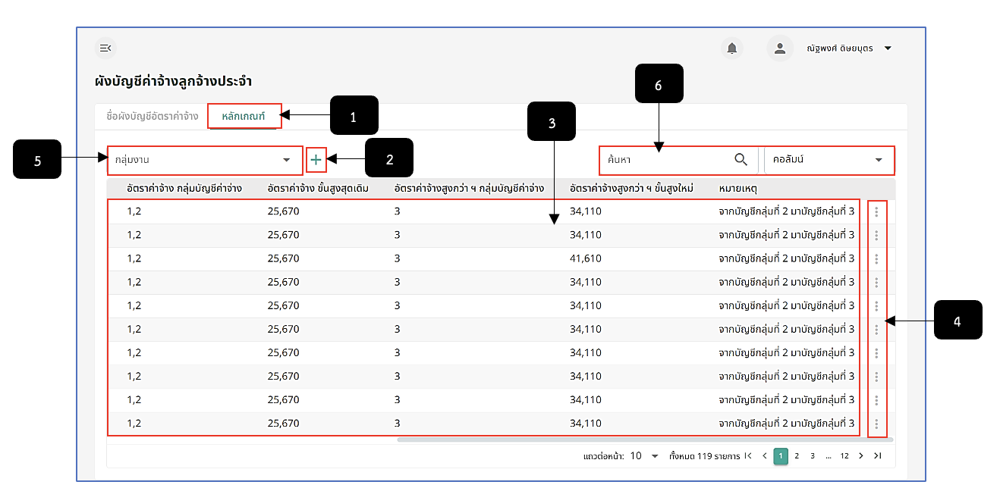 ณัฐพงศ์ ดิษยบุตร
ผังบัญชีค่าจ้างลูกจ้างประจำ
6
ชื่อผังบัญชีอัตราค่าจ้าง หลักเกณฑ์
1
3
5
กลุ่มงาน
2
ค้นหา
คอลัมน์
อัตราค่าจ้าง กลุ่มบัญชีค่าจ่าง อัตราค่าจ้าง ขั้นสูงสุดเดิม อัตราค่าจ้างสูงกว่า ฯ กลุ่มบัญชีค่าจ่าง อัตราค่าจ้างสูงกว่า ฯ ขั้นสูงใหม่ หมายเหตุ
1,2 25,670 3 34,110 จากบัญชีกลุ่มที่ 2 มาบัญชีกลุ่มที่ 3
1,2 25,670 3 34,110 จากบัญชีกลุ่มที่ 2 มาบัญชีกลุ่มที่ 3
1,2 25,670 3 41,610 จากบัญชีกลุ่มที่ 2 มาบัญชีกลุ่มที่ 3
1,2 25,670 3 34,110 จากบัญชีกลุ่มที่ 2 มาบัญชีกลุ่มที่ 3
1,2 25,670 3 34,110 จากบัญชีกลุ่มที่ 2 มาบัญชีกลุ่มที่ 3
4
1,2 25,670 3 34,110 จากบัญชีกลุ่มที่ 2 มาบัญชีกลุ่มที่ 3
1,2 25,670 3 34,110 จากบัญชีกลุ่มที่ 2 มาบัญชีกลุ่มที่ 3
1,2 25,670 3 34,110 จากบัญชีกลุ่มที่ 2 มาบัญชีกลุ่มที่ 3
1,2 25,670 3 34,110 จากบัญชีกลุ่มที่ 2 มาบัญชีกลุ่มที่ 3
1,2 25,670 3 34,110 จากบัญชีกลุ่มที่ 2 มาบัญชีกลุ่มที่ 3
แถวต่อหน้า: 10 ทั้งหมด 119 รายการ 1 2 3 ... 12